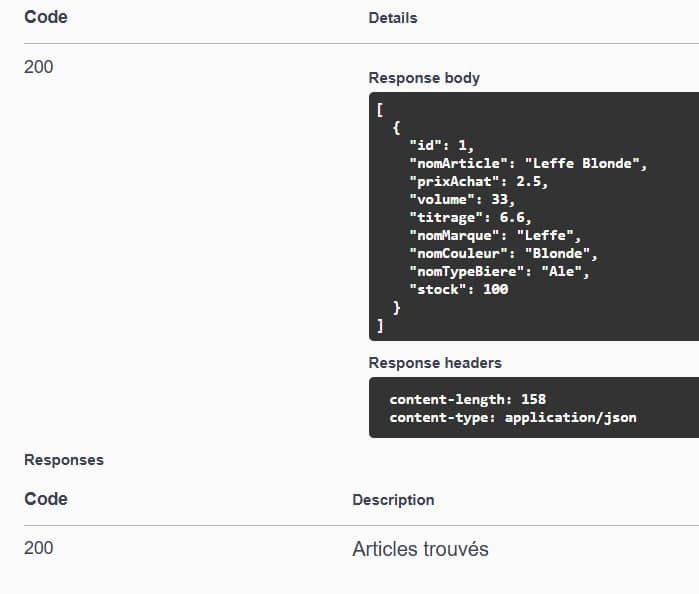 Code Details
200
Response body
[
  {
    "id": 1,
    "nomArticle": "Leffe Blonde",
    "prixAchat": 2.5,
    "volume": 33,
    "titrage": 6.6,
    "nomMarque": "Leffe",
    "nomCouleur": "Blonde",
    "nomTypeBiere": "Ale",
    "stock": 100
  }
]
Response headers
content-length: 158
content-type: application/json
Responses
Code Description
200 Articles trouvés